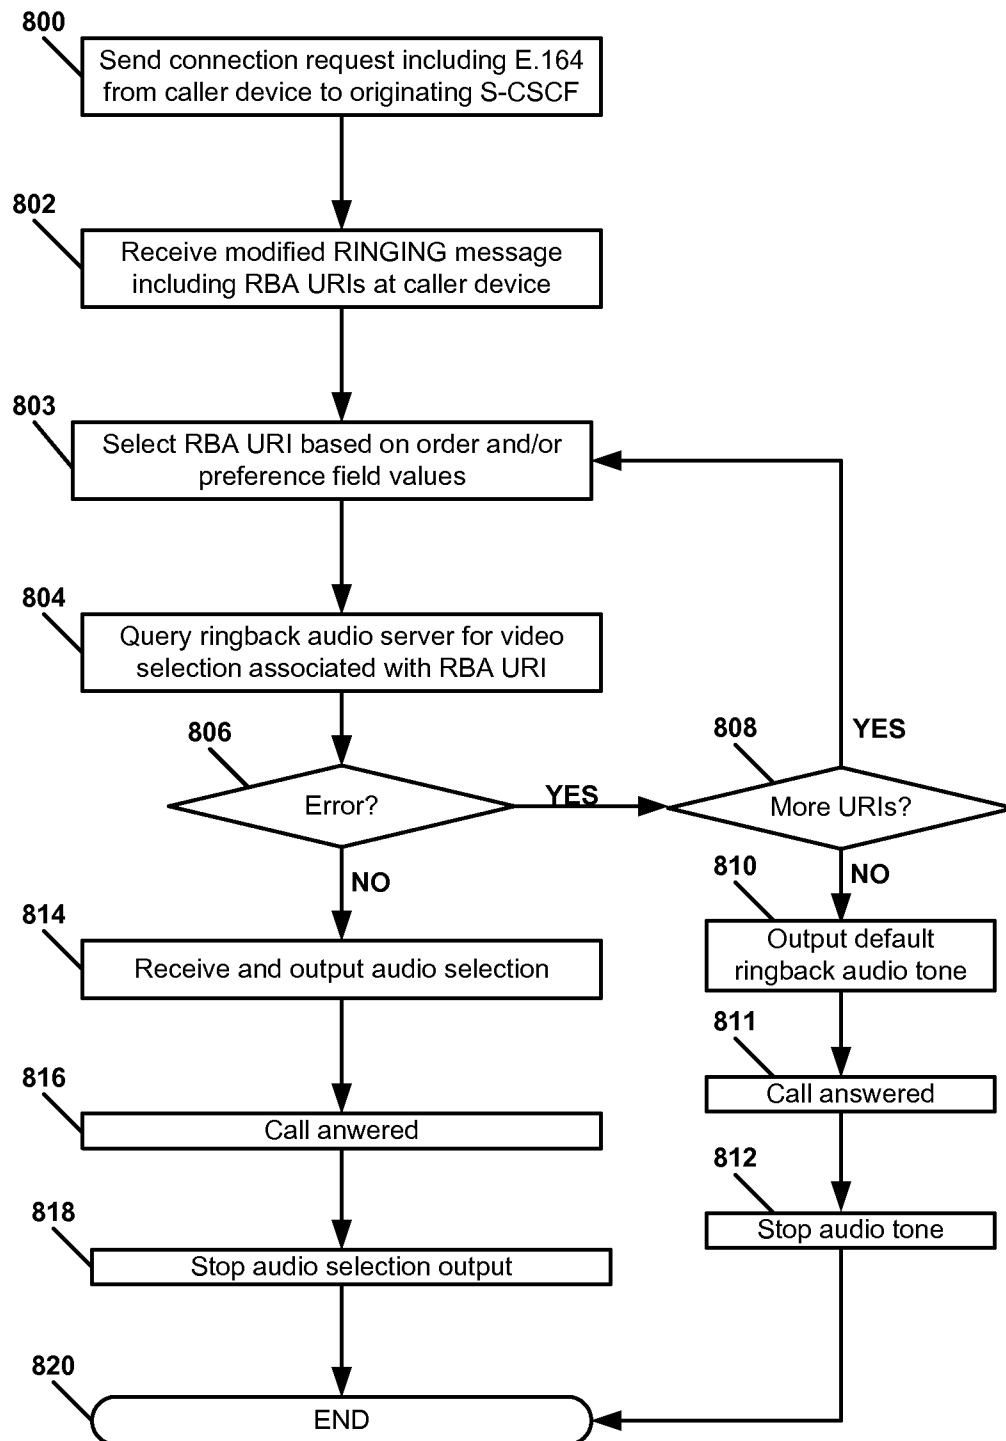 800
Send connection request including E.164
from caller device to originating S-CSCF
802
Receive modified RINGING message
including RBA URIs at caller device
803
Select RBA URI based on order and/or
preference field values
804
Query ringback audio server for video
selection associated with RBA URI
806
Error?
YES
808
More URIs?
YES
NO
NO
810
Output default
ringback audio tone
814
Receive and output audio selection
811
Call answered
816
Call anwered
812
Stop audio tone
818
Stop audio selection output
820
END